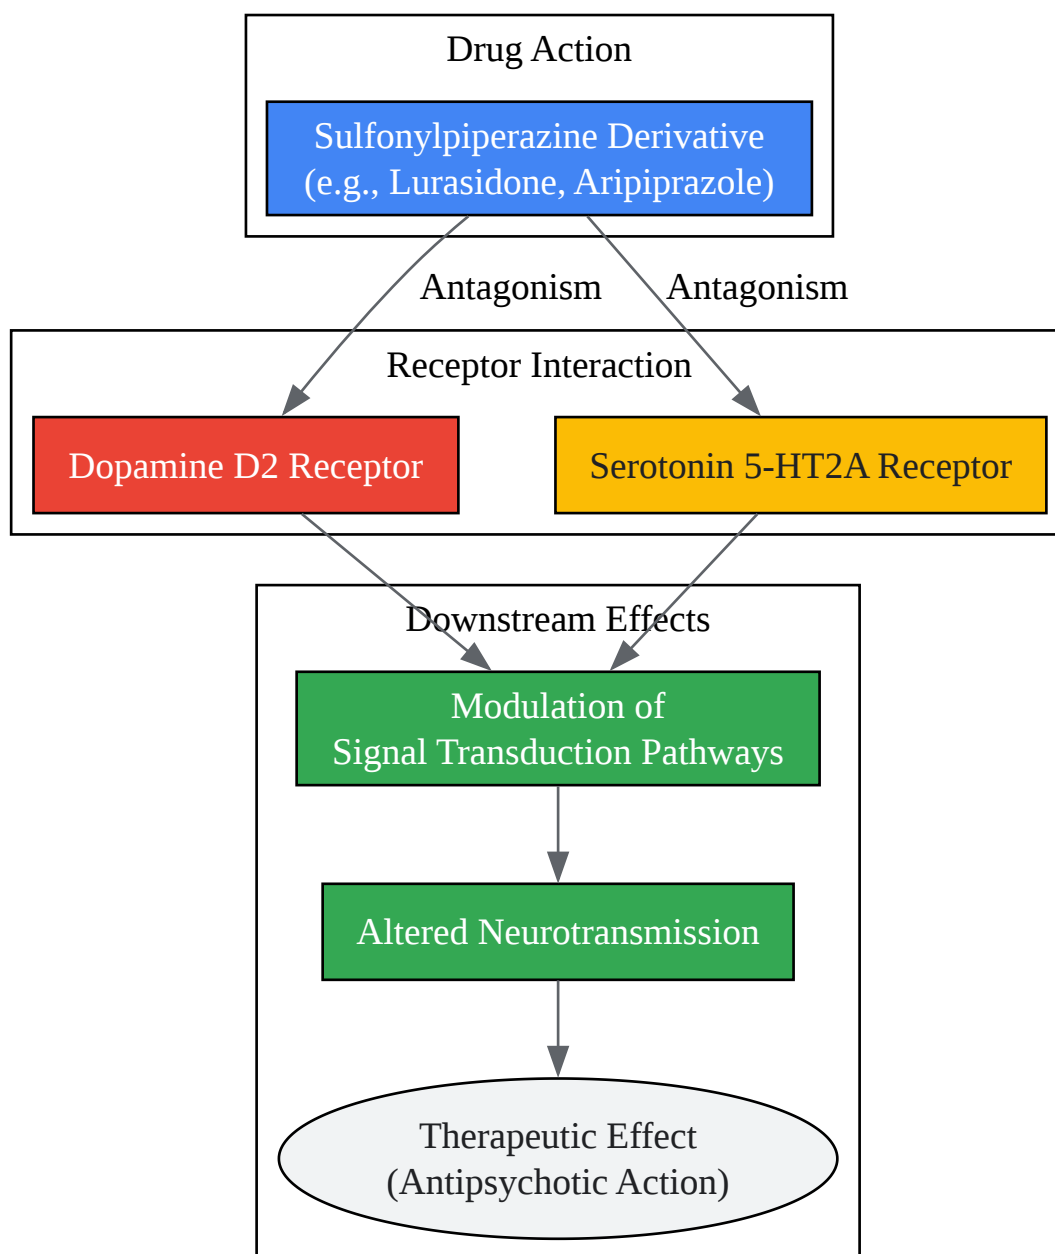 Drug Action
Sulfonylpiperazine Derivative
(e.g., Lurasidone, Aripiprazole)
Antagonism
Antagonism
Receptor Interaction
Dopamine D2 Receptor
Serotonin 5-HT2A Receptor
Downstream Effects
Modulation of
Signal Transduction Pathways
Altered Neurotransmission
Therapeutic Effect
(Antipsychotic Action)